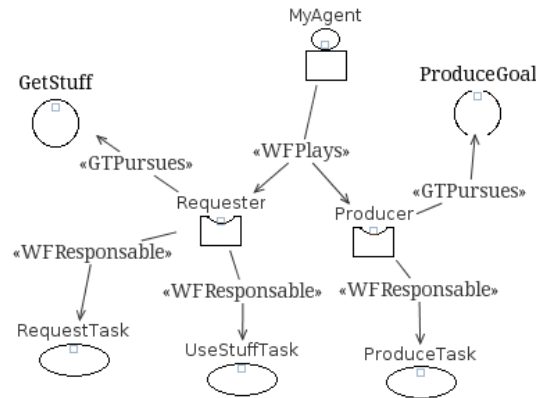 MyAgent
GetStuff
ProduceGoal
«WFPlays»
«GTPursues»
«GTPursues»
Requester
Producer
«WFResponsable»
«WFResponsable»
«WFResponsable»
RequestTask
UseStuffTask
ProduceTask